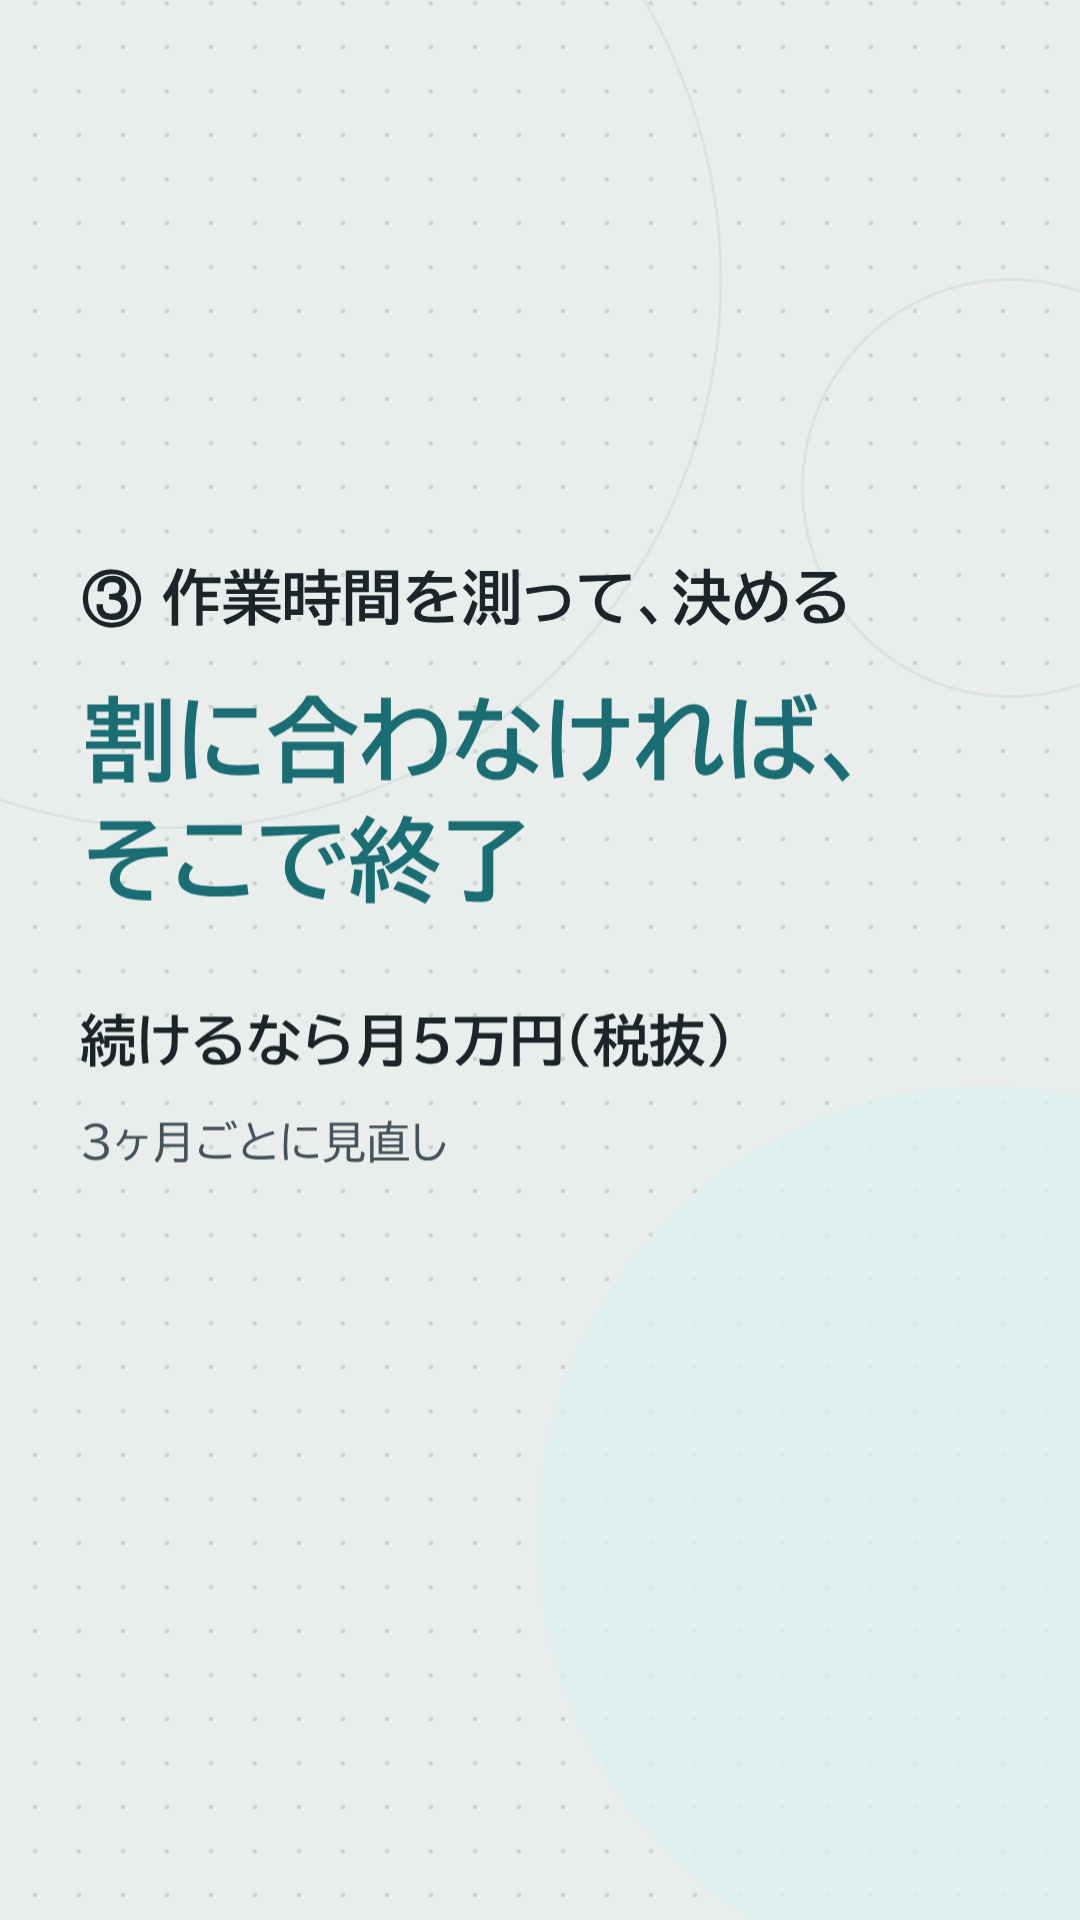 ③ 作業時間を測って、決める
割に合わなければ、
そこで終了
続けるなら月5万円（税抜）
3ヶ月ごとに見直し